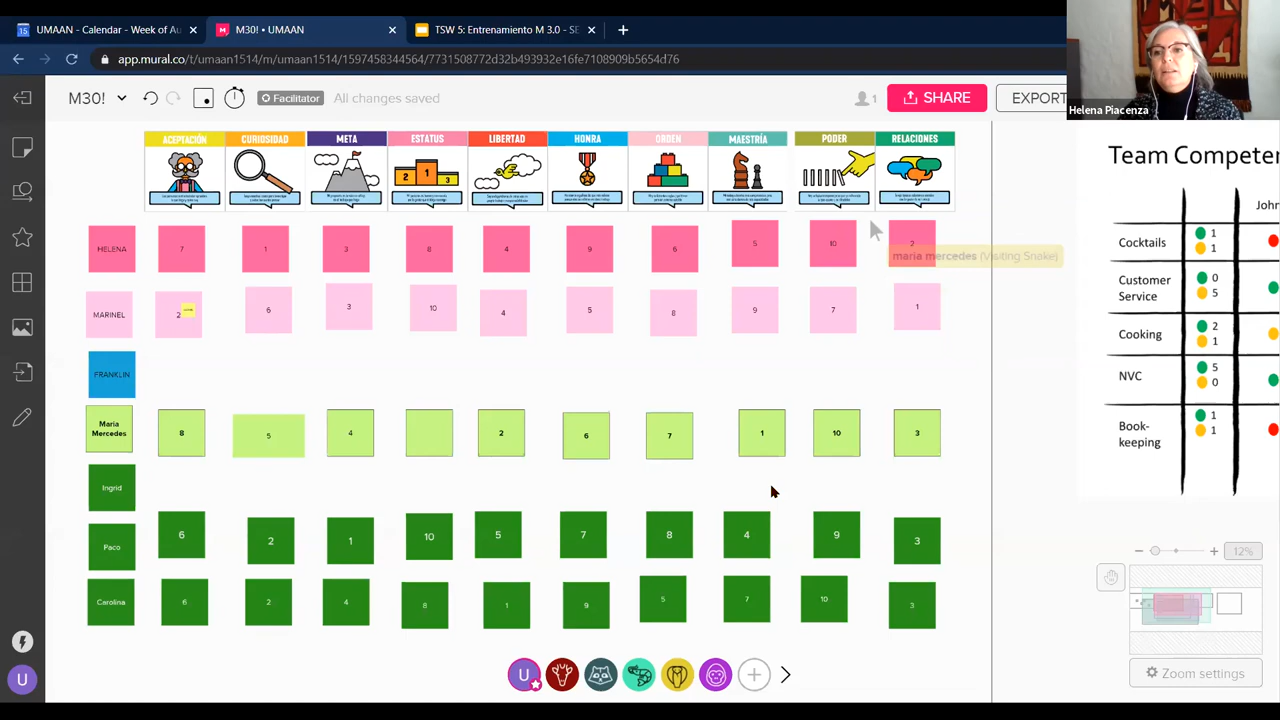 UMAAN - Calendar - Week of Au
M30! • UMAAN
TSW 5: Entrenamiento M 3.0 - SE
app.mural.co/t/umaan1514/m/umaan1514/1597458344564/7731508772d32b493932e16fe7108909b5654d76
Helena Piacenza
M30!
Facilitator
All changes saved
1
SHARE
EXPORT
ACEPTACIÓN CURIOSIDAD META ESTATUS LIBERTAD HONRA ORDEN MAESTRÍA PODER RELACIONES
2 1 3
HELENA 7 1 3 8 4 9 6 5 10 2
maria mercedes (Visiting Snake)
MARINEL 2 6 3 10 4 5 8 9 7 1
FRANKLIN
Maria
Mercedes
8 5 4 2 6 7 1 10 3
Ingrid
Paco 6 2 1 10 5 7 8 4 9 3
Carolina 6 2 4 8 1 9 5 7 10 3
U
Team Competen
John
Cocktails
1
1
Customer
Service
0
5
Cooking
2
1
NVC
5
0
Book-
keeping
1
1
12%
Zoom settings
U